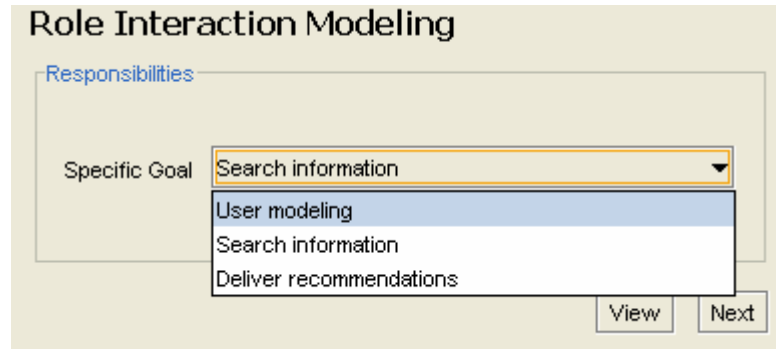 Role Interaction Modeling
Responsibilities
Specific Goal Search information
User modeling
Search information
Deliver recommendations
View Next